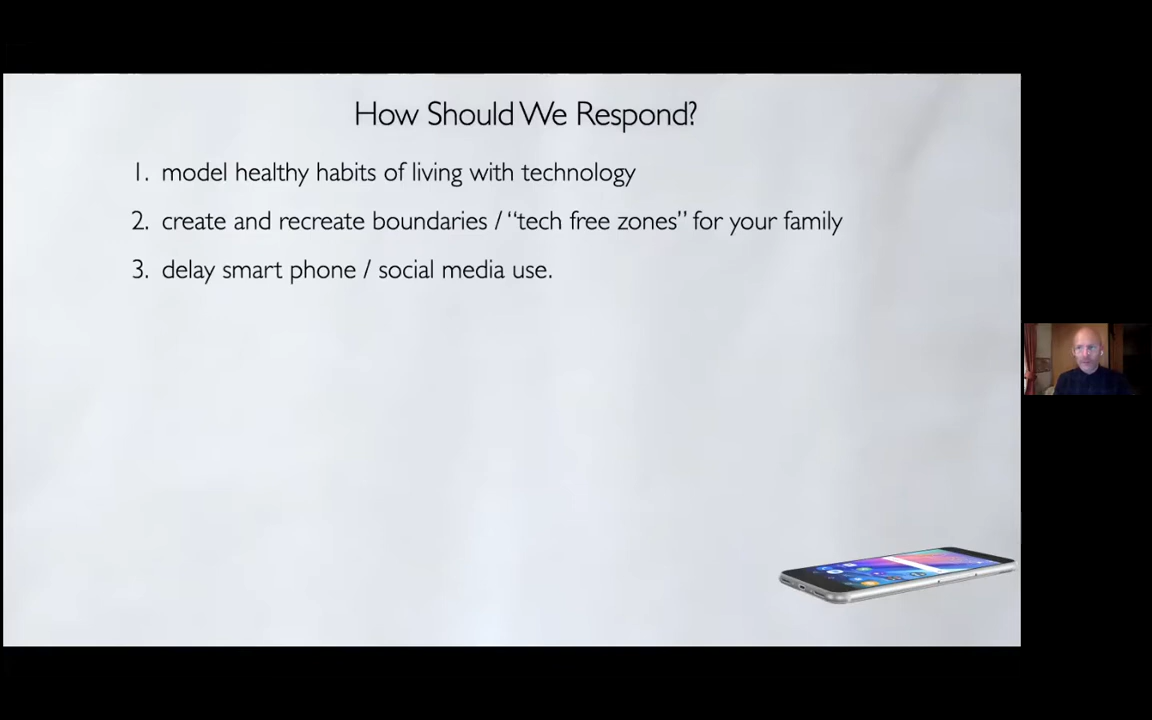 How Should We Respond?
1. model healthy habits of living with technology
2. create and recreate boundaries / “tech free zones” for your family
3. delay smart phone / social media use.